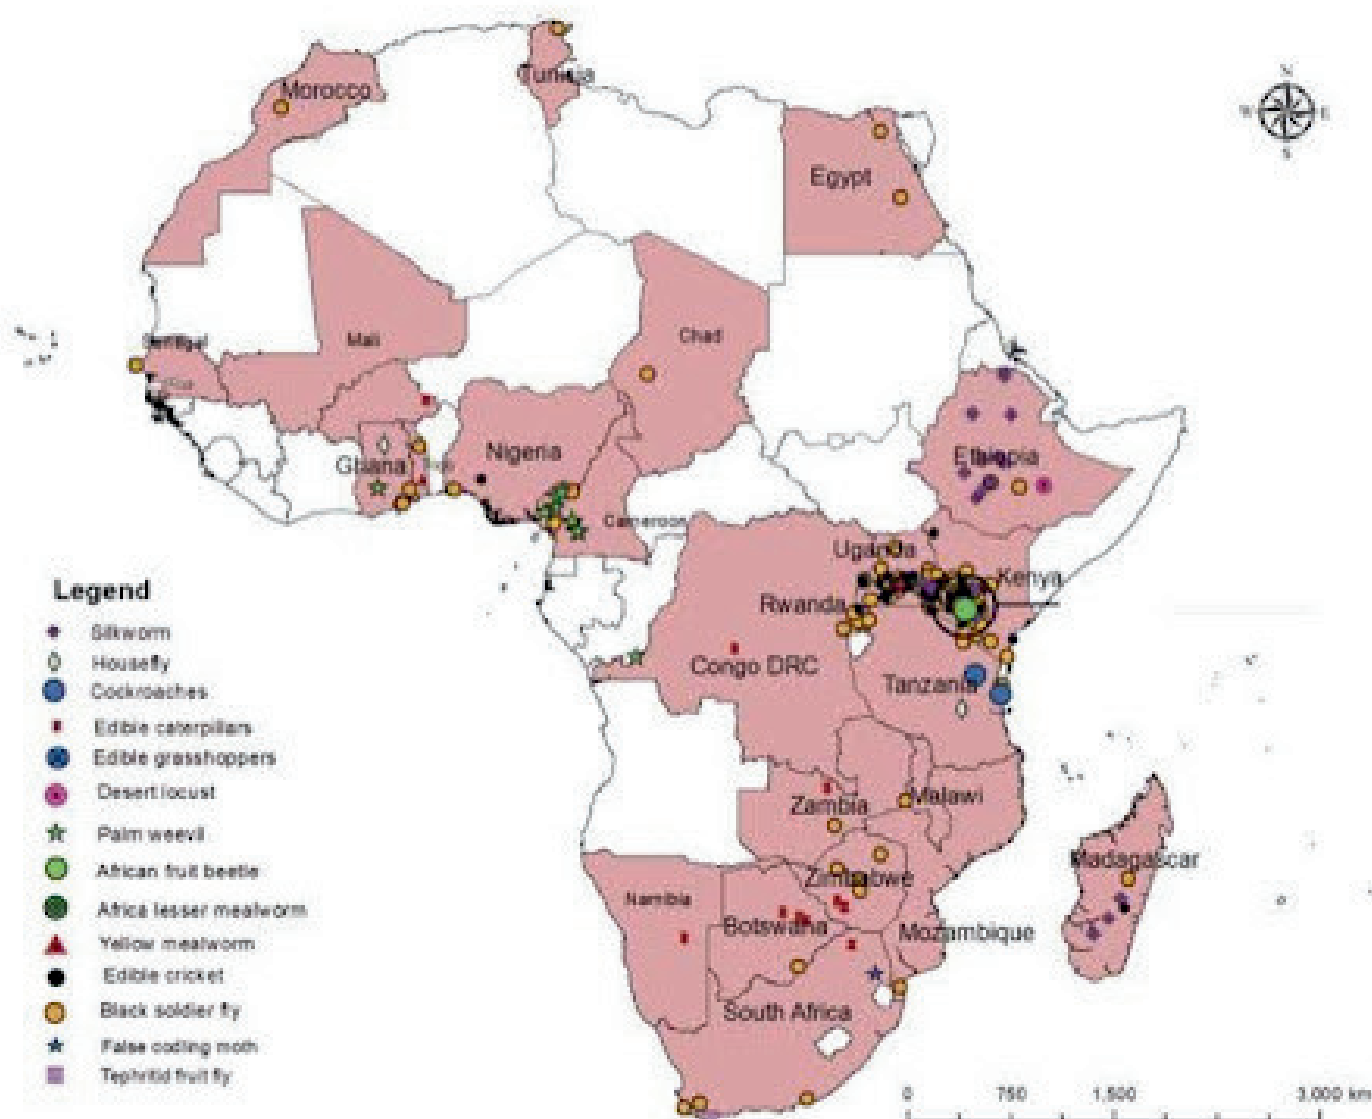 N
W E
S
Morocco
Tunisia
Egypt
Senegal
Mali
Chad
Nigeria
Ghana
Ethiopia
Cameroon
Uganda
Kenya
Rwanda
Congo DRC
Tanzania
Zambia
Malawi
Madagascar
Zimbabwe
Namibia
Botswana
Mozambique
South Africa
Legend
Silkworm
Housefly
Cockroaches
Edible caterpillars
Edible grasshoppers
Desert locust
Palm weevil
African fruit beetle
Africa lesser mealworm
Yellow mealworm
Edible cricket
Black soldier fly
False codling moth
Tephritid fruit fly
0 750 1,500 3,000 km